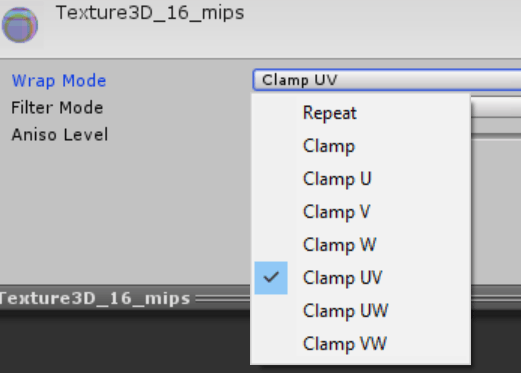 Texture3D_16_mips
Wrap Mode
Clamp UV
Filter Mode
Aniso Level
Repeat
Clamp
Clamp U
Clamp V
Clamp W
Clamp UV
Clamp UW
Clamp VW
Texture3D_16_mips